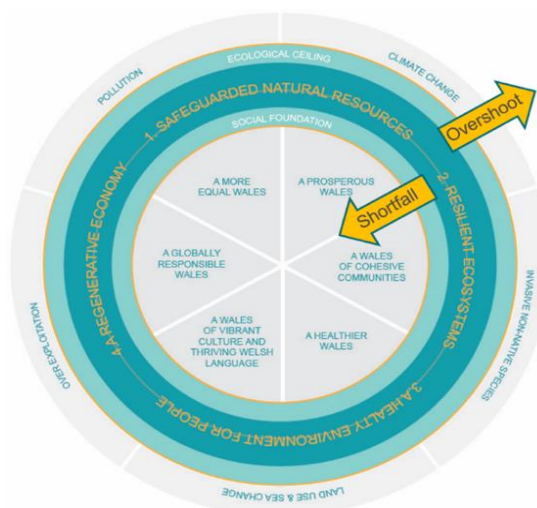 ECOLOGICAL CEILING
POLLUTION
CLIMATE CHANGE
Overshoot
1. SAFEGUARDED NATURAL RESOURCES
SOCIAL FOUNDATION
A MORE
EQUAL WALES
A PROSPEROUS
WALES
Shortfall
2. RESILIENT ECOSYSTEMS
4. A REGENERATIVE ECONOMY
A GLOBALLY
RESPONSIBLE
WALES
A WALES
OF COHESIVE
COMMUNITIES
A WALES
OF VIBRANT
CULTURE AND
THRIVING WELSH
LANGUAGE
A HEALTHIER
WALES
OVER EXPLOITATION
INVASIVE NON-NATIVE SPECIES
3. A HEALTY ENVIRONMENT FOR PEOPLE
LAND USE & SEA CHANGE